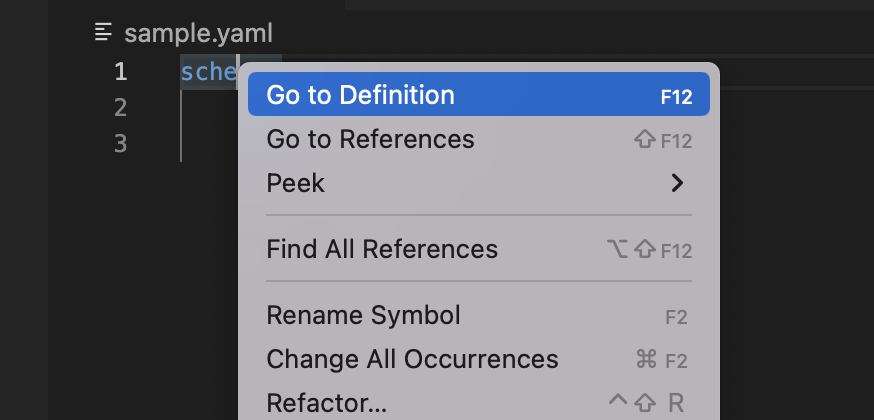 sample.yaml
1 sche
2
3
Go to Definition F12
Go to References ⇧ F12
Peek >
Find All References ⌥⇧ F12
Rename Symbol F2
Change All Occurrences ⌘ F2
Refactor... ^⇧ R